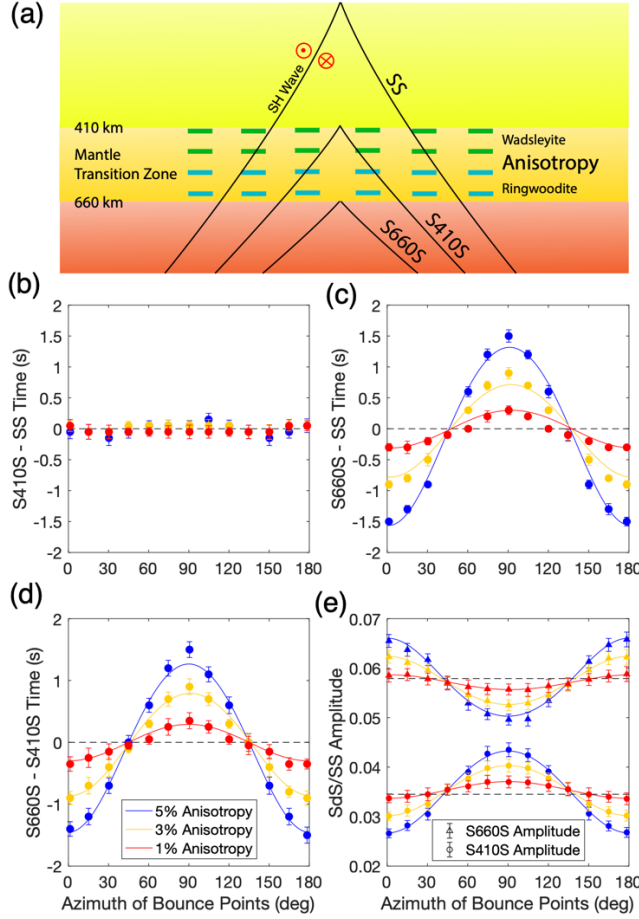 (a)
SH Wave
SS
410 km
Mantle
Transition Zone
660 km
Wadsleyite
Anisotropy
Ringwoodite
S410S
S660S
(b)
S410S - SS Time (s)
2
1.5
1
0.5
0
-0.5
-1
-1.5
-2
0 30 60 90 120 150 180
(c)
S660S - SS Time (s)
2
1.5
1
0.5
0
-0.5
-1
-1.5
-2
0 30 60 90 120 150 180
(d)
S660S - S410S Time (s)
2
1
0
-1
-2
5% Anisotropy
3% Anisotropy
1% Anisotropy
0 30 60 90 120 150 180
Azimuth of Bounce Points (deg)
(e)
SdS/SS Amplitude
0.07
0.06
0.05
0.04
0.03
0.02
S660S Amplitude
S410S Amplitude
0 30 60 90 120 150 180
Azimuth of Bounce Points (deg)